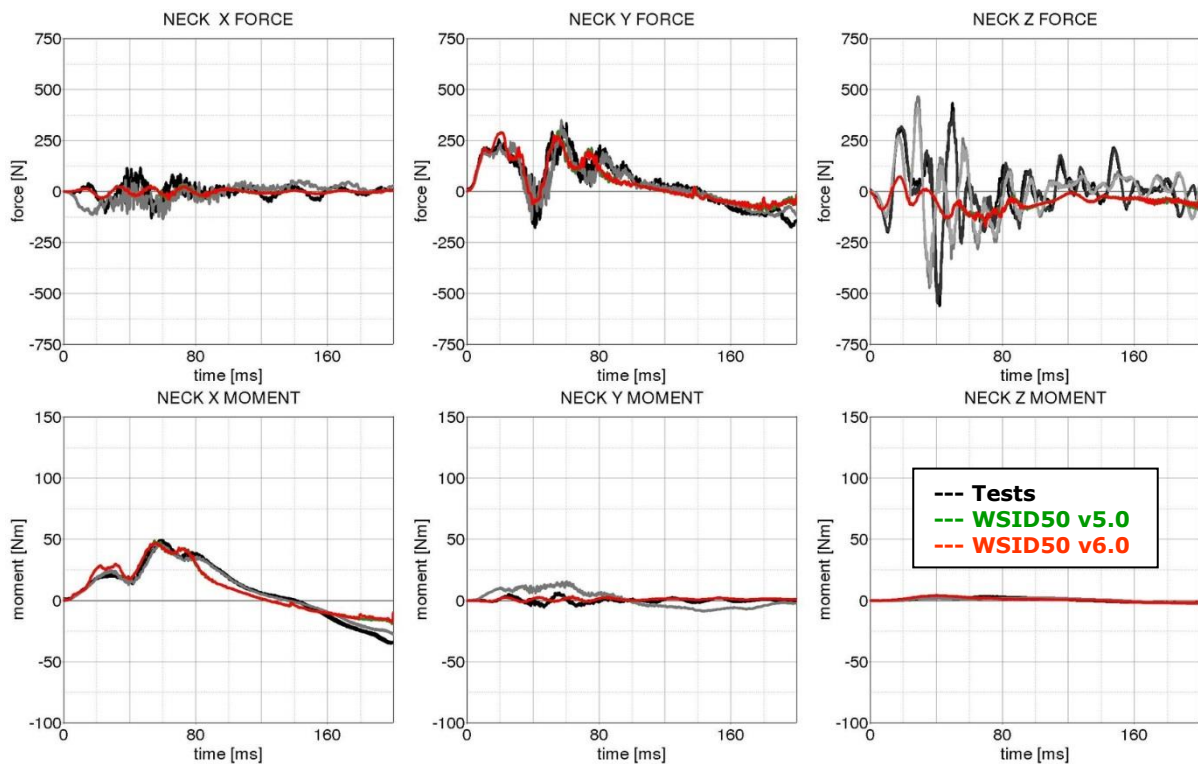 NECK X FORCE
750
500
250
0
-250
-500
-750
force [N]
0
80
160
time [ms]
NECK Y FORCE
750
500
250
0
-250
-500
-750
force [N]
0
80
160
time [ms]
NECK Z FORCE
750
500
250
0
-250
-500
-750
force [N]
0
80
160
time [ms]
NECK X MOMENT
150
100
50
0
-50
-100
moment [Nm]
0
80
160
time [ms]
NECK Y MOMENT
150
100
50
0
-50
-100
moment [Nm]
0
80
160
time [ms]
NECK Z MOMENT
150
100
50
0
-50
-100
moment [Nm]
0
80
160
time [ms]
--- Tests
--- WSID50 v5.0
--- WSID50 v6.0